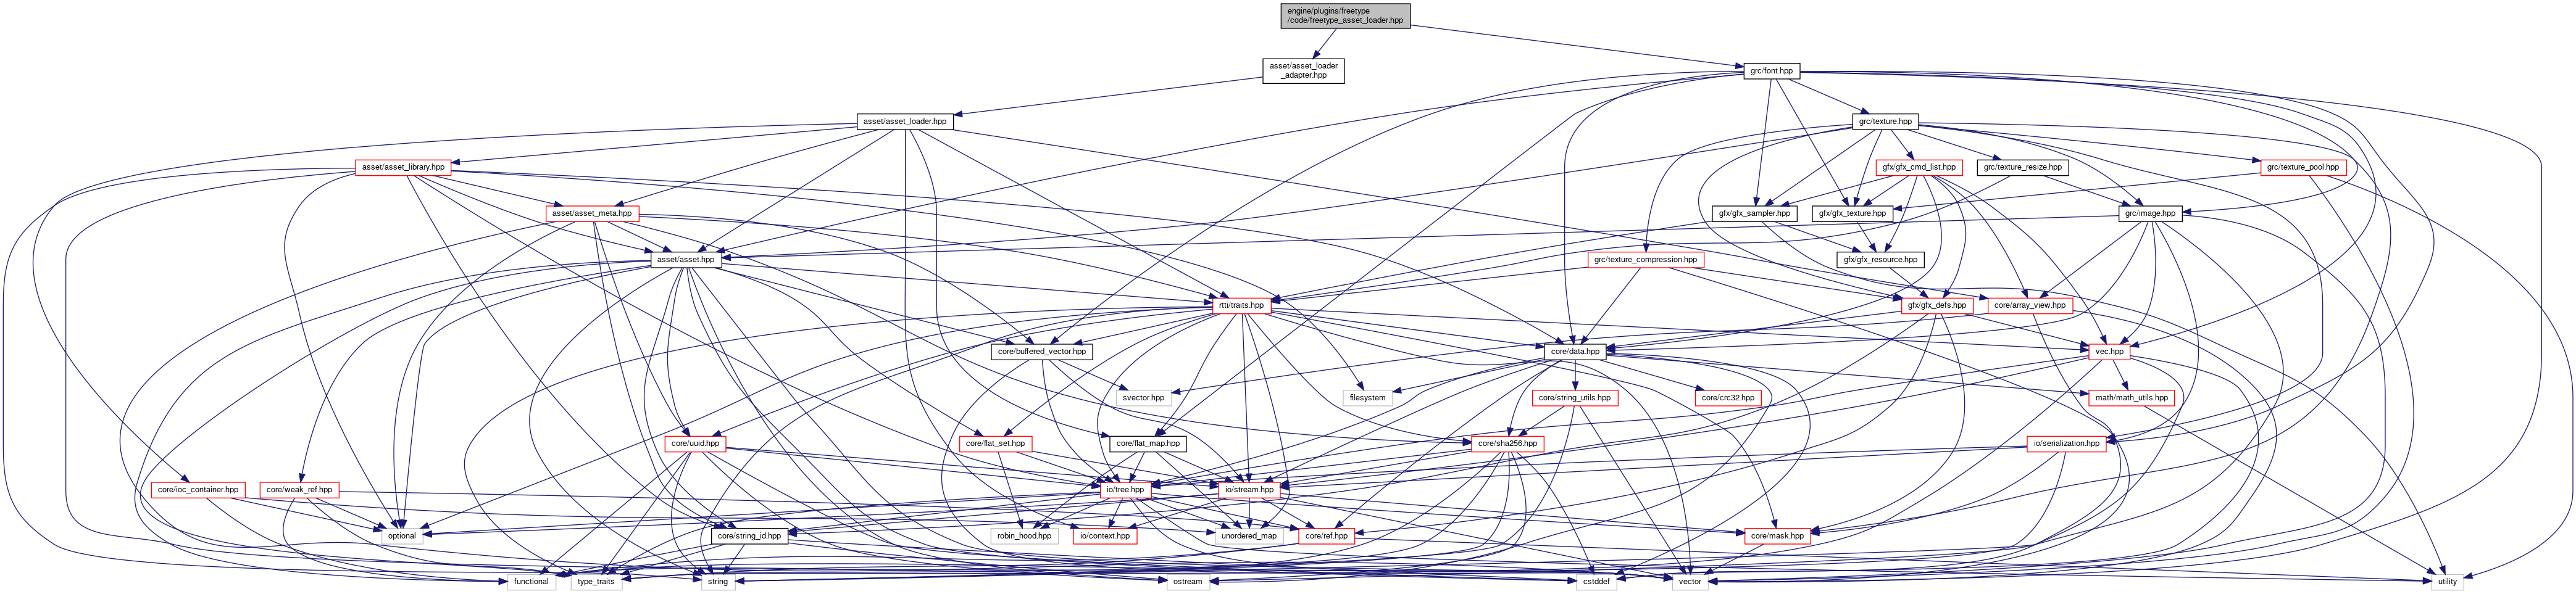 engine/plugins/freetype
/code/freetype_asset_loader.hpp
asset/asset_loader
_adapter.hpp
grc/font.hpp
asset/asset_loader.hpp
grc/texture.hpp
asset/asset_library.hpp
gfx/gfx_cmd_list.hpp
grc/texture_resize.hpp
grc/texture_pool.hpp
asset/asset_meta.hpp
gfx/gfx_sampler.hpp
gfx/gfx_texture.hpp
grc/image.hpp
asset/asset.hpp
grc/texture_compression.hpp
gfx/gfx_resource.hpp
rtti/traits.hpp
gfx/gfx_defs.hpp
core/array_view.hpp
core/buffered_vector.hpp
core/data.hpp
vec.hpp
svector.hpp
filesystem
core/string_utils.hpp
core/crc32.hpp
math/math_utils.hpp
core/uuid.hpp
core/flat_set.hpp
core/flat_map.hpp
core/sha256.hpp
io/serialization.hpp
core/ioc_container.hpp
core/weak_ref.hpp
io/tree.hpp
io/stream.hpp
optional
core/string_id.hpp
robin_hood.hpp
io/context.hpp
unordered_map
core/ref.hpp
core/mask.hpp
functional
type_traits
string
ostream
cstddef
vector
utility